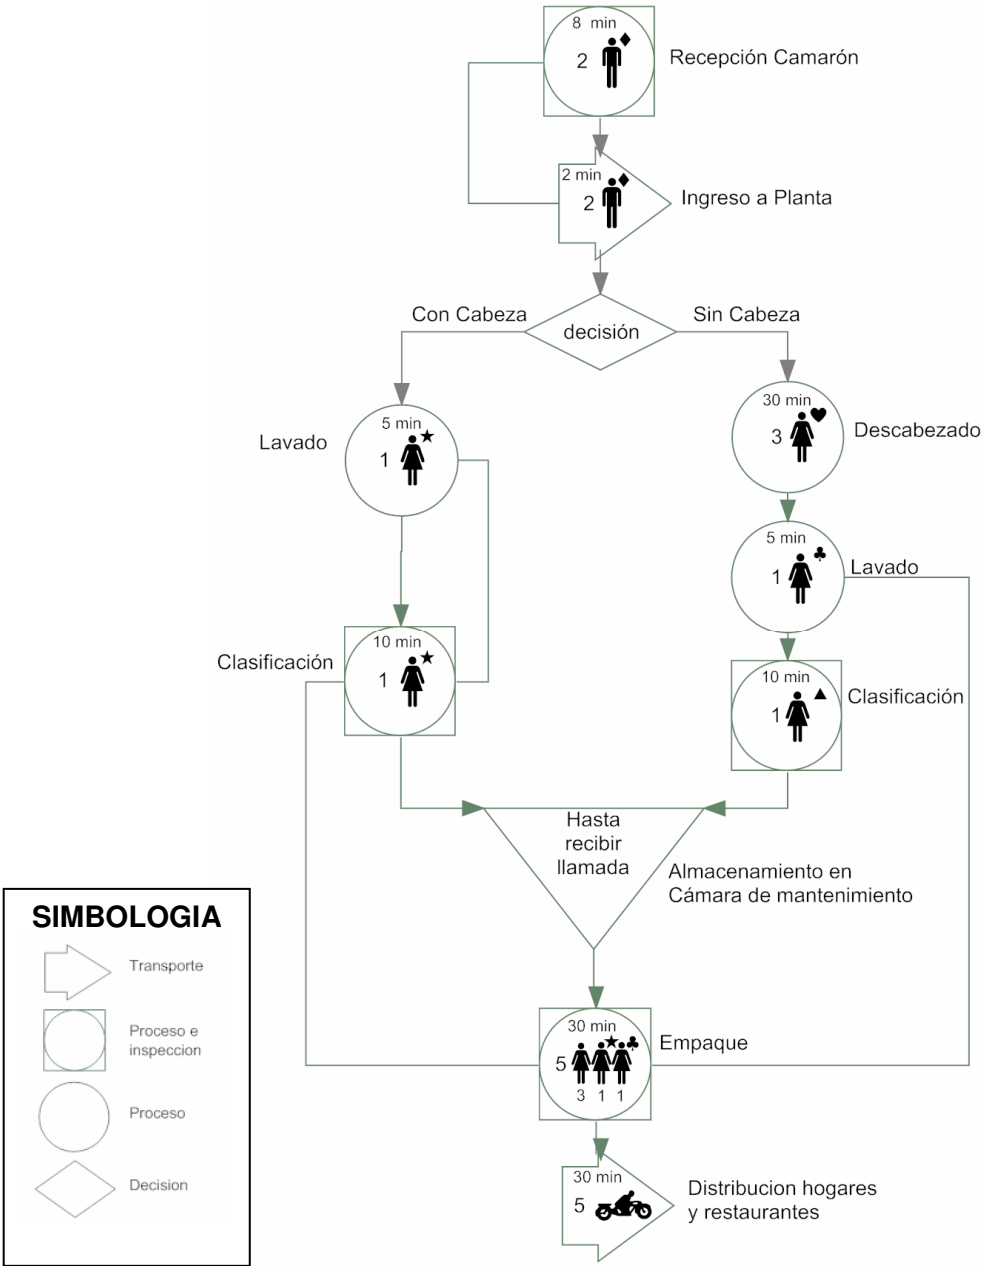 8 min
2
Recepción Camarón
2 min
2
Ingreso a Planta
Con Cabeza
decisión
Sin Cabeza
5 min
1
Lavado
30 min
3
Descabezado
5 min
1
Lavado
10 min
1
Clasificación
10 min
1
Clasificación
Hasta
recibir
llamada
Almacenamiento en
Cámara de mantenimiento
30 min
5
3 1 1
Empaque
30 min
5
Distribucion hogares
y restaurantes
SIMBOLOGIA
Transporte
Proceso e
inspeccion
Proceso
Decision